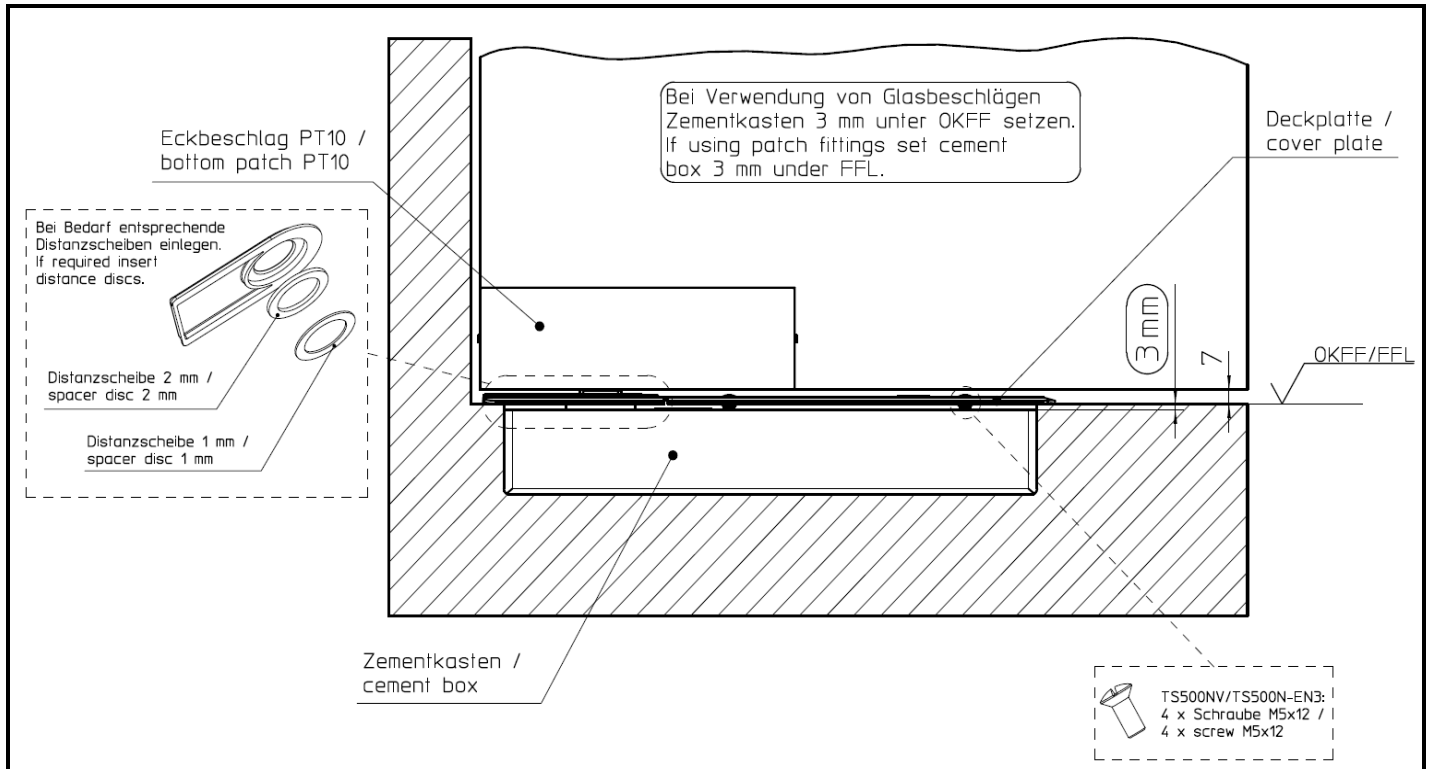 Bei Verwendung von Glasbeschlägen
Zementkasten 3 mm unter OKFF setzen.
If using patch fittings set cement
box 3 mm under FFL.
Deckplatte /
cover plate
Eckbeschlag PT10 /
bottom patch PT10
Bei Bedarf entsprechende
Distanzscheiben einlegen.
If required insert
distance discs.
Distanzscheibe 2 mm /
spacer disc 2 mm
Distanzscheibe 1 mm /
spacer disc 1 mm
3 mm
7
OKFF/FFL
Zementkasten /
cement box
TS500NV/TS500N-EN3:
4 x Schraube M5x12 /
4 x screw M5x12